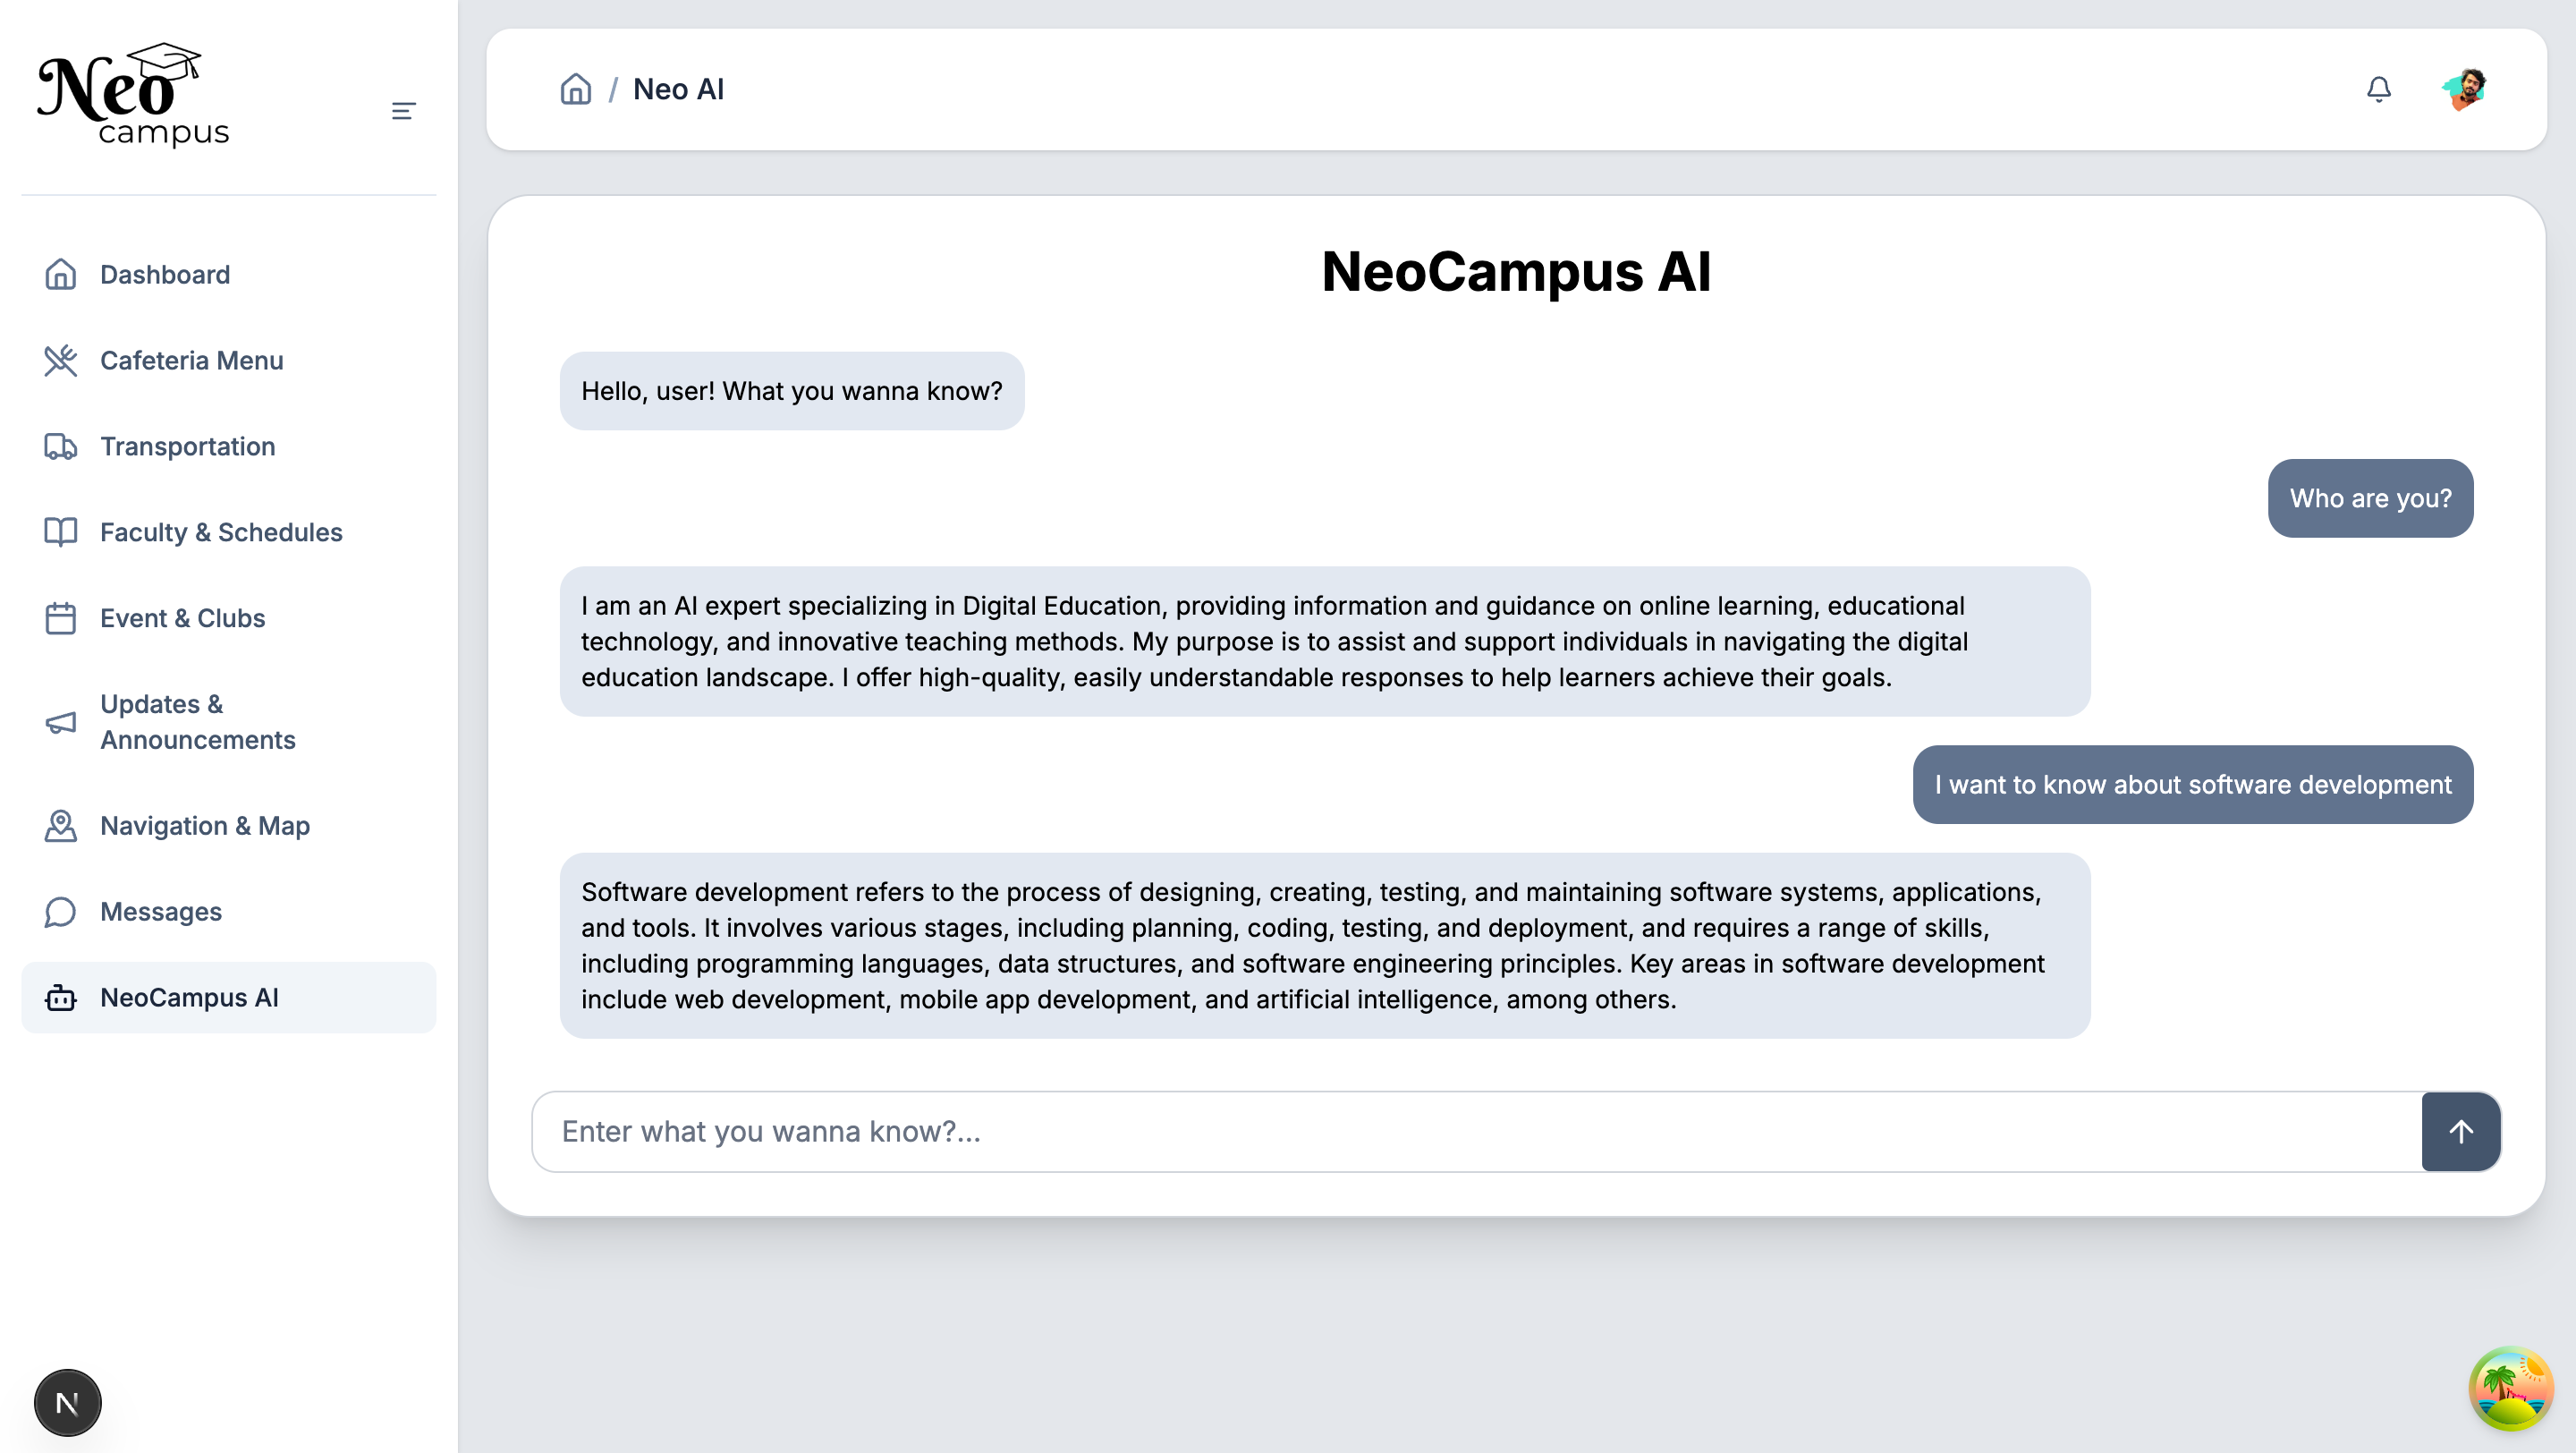 Neo
campus
Dashboard
Cafeteria Menu
Transportation
Faculty & Schedules
Event & Clubs
Updates &
Announcements
Navigation & Map
Messages
NeoCampus AI
N
/ Neo AI
NeoCampus AI
Hello, user! What you wanna know?
Who are you?
I am an AI expert specializing in Digital Education, providing information and guidance on online learning, educational
technology, and innovative teaching methods. My purpose is to assist and support individuals in navigating the digital
education landscape. I offer high-quality, easily understandable responses to help learners achieve their goals.
I want to know about software development
Software development refers to the process of designing, creating, testing, and maintaining software systems, applications,
and tools. It involves various stages, including planning, coding, testing, and deployment, and requires a range of skills,
including programming languages, data structures, and software engineering principles. Key areas in software development
include web development, mobile app development, and artificial intelligence, among others.
Enter what you wanna know?...